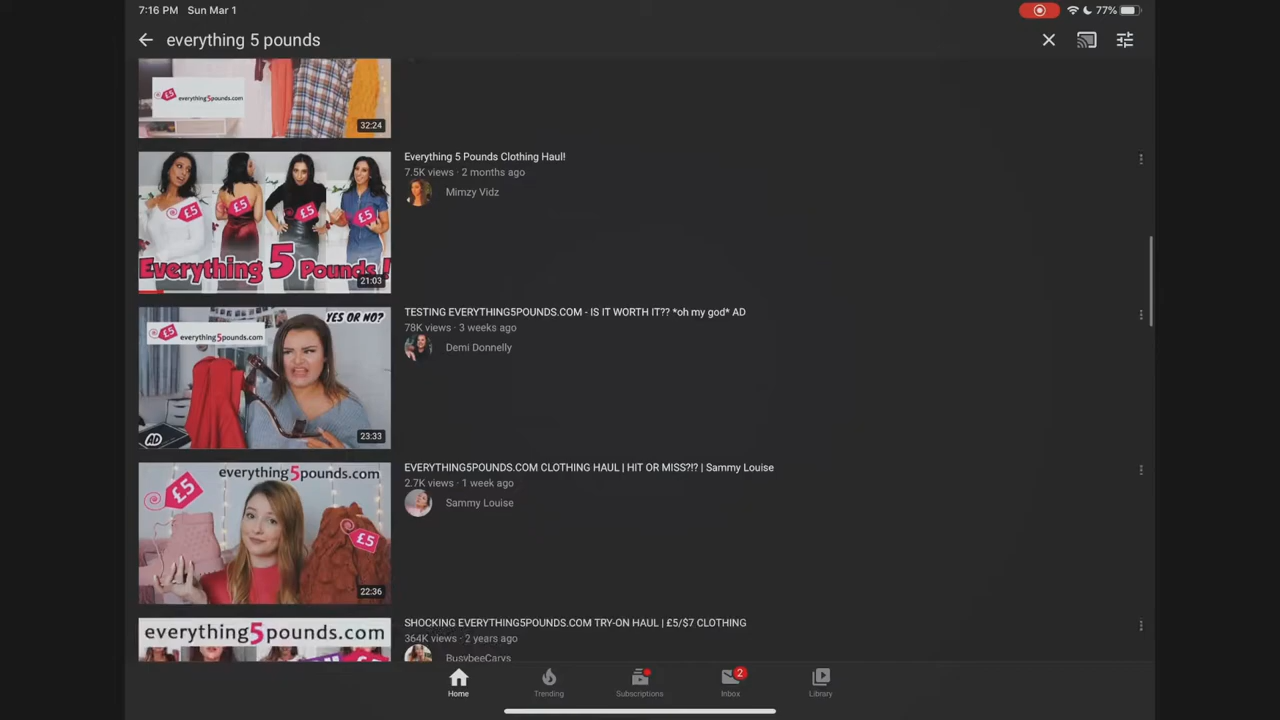 7:16 PM Sun Mar 1
77%
everything 5 pounds
£5 everything5pounds.com
32:24
Everything 5 Pounds Clothing Haul!
7.5K views · 2 months ago
Mimzy Vidz
£5 £5 £5 £5
Everything 5 Pounds!
21:03
TESTING EVERYTHING5POUNDS.COM - IS IT WORTH IT?? *oh my god* AD
78K views · 3 weeks ago
Demi Donnelly
YES OR NO?
£5 everything5pounds.com
AD
23:33
EVERYTHING5POUNDS.COM CLOTHING HAUL | HIT OR MISS?!? | Sammy Louise
2.7K views · 1 week ago
Sammy Louise
everything5pounds.com
£5
£5
22:36
SHOCKING EVERYTHING5POUNDS.COM TRY-ON HAUL | £5/$7 CLOTHING
364K views · 2 years ago
BusybeeCarys
everything5pounds.com
2
Home Trending Subscriptions Inbox Library